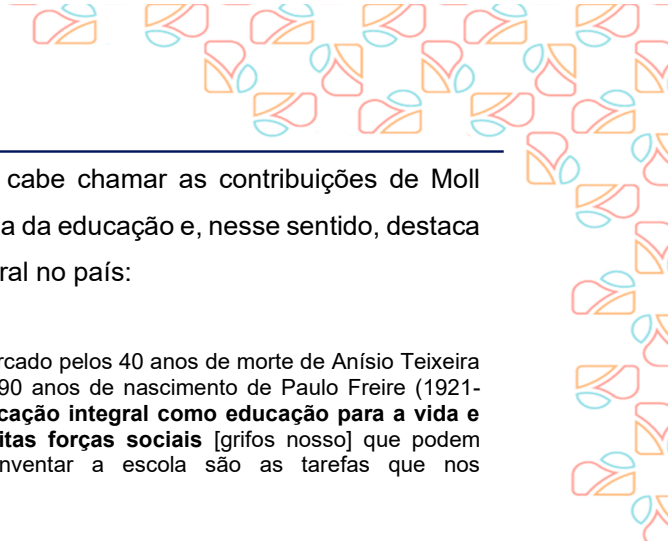 cabe chamar as contribuições de Moll
a da educação e, nesse sentido, destaca
ral no país:
rcado pelos 40 anos de morte de Anísio Teixeira
90 anos de nascimento de Paulo Freire (1921-
cação integral como educação para a vida e
itas forças sociais [grifos nosso] que podem
inventar a escola são as tarefas que nos